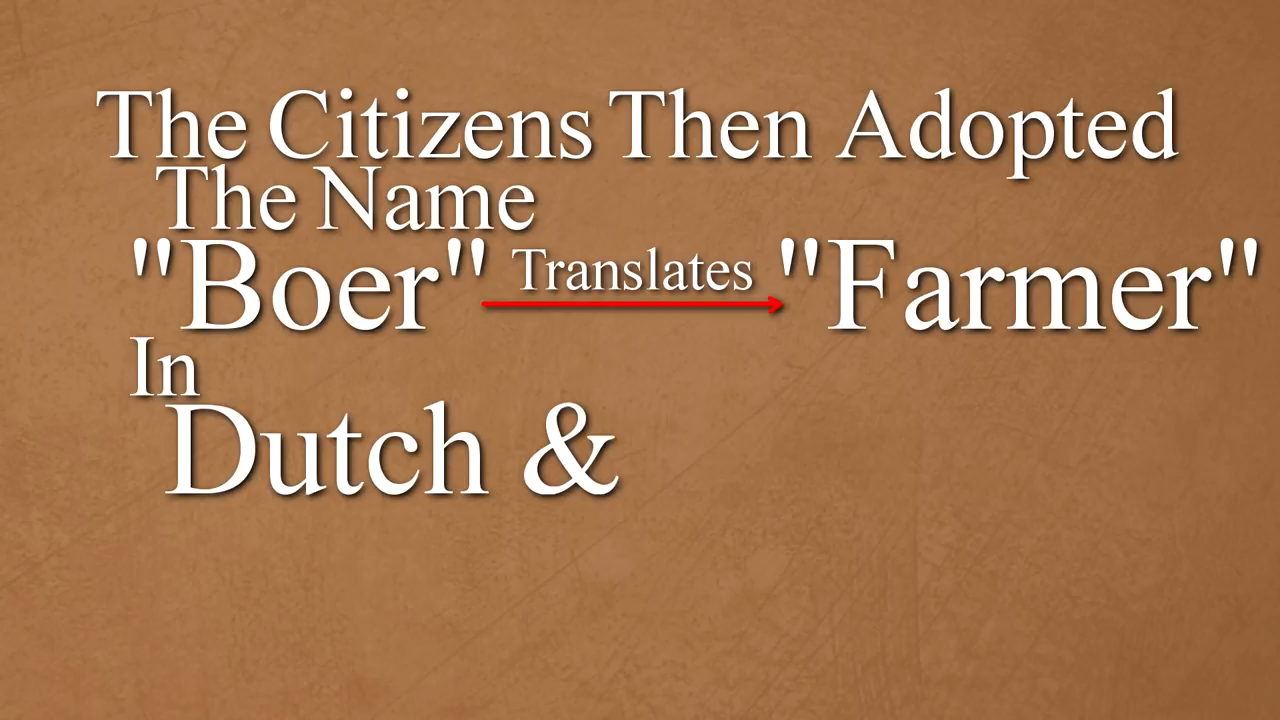 The Citizens Then Adopted
The Name
"Boer" Translates "Farmer"
In
Dutch &